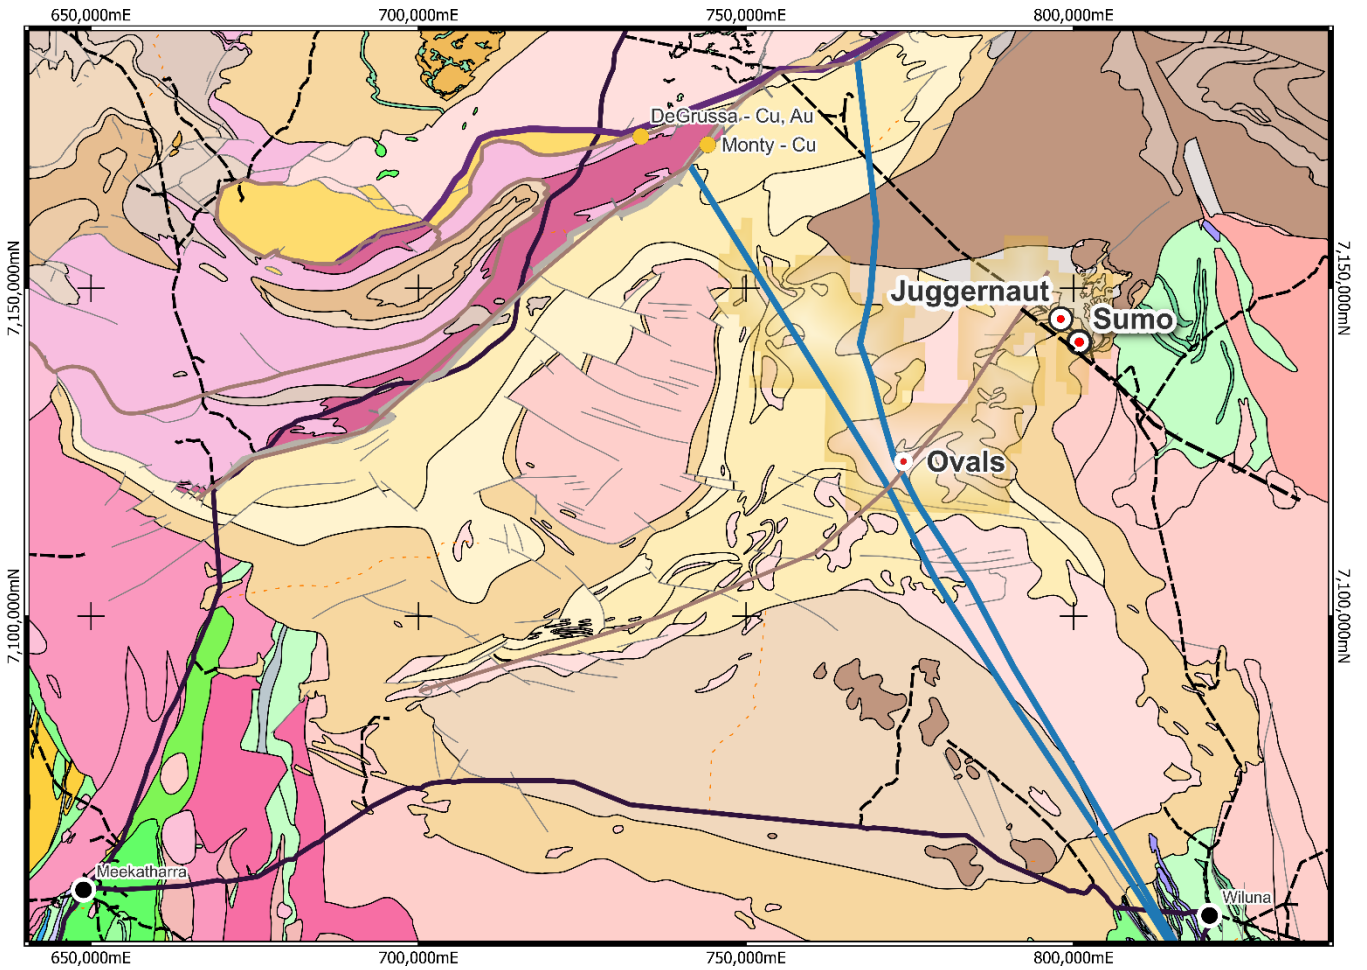 650,000mE
700,000mE
750,000mE
800,000mE
DeGrussa - Cu, Au
Monty - Cu
7,150,000mN
7,150,000mN
Juggernaut
Sumo
Ovals
7,100,000mN
7,100,000mN
Meekatharra
Wiluna
650,000mE
700,000mE
750,000mE
800,000mE